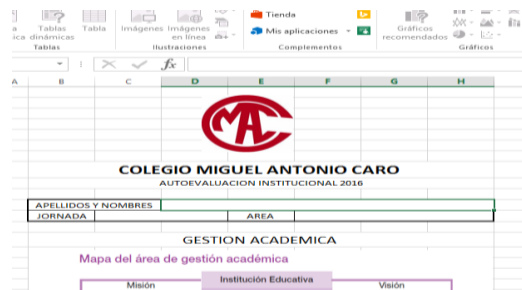 Tienda
Tablas Tabla Imágenes Imágenes Mis aplicaciones Gráficos
dinámicas en línea recomendados
Tablas Ilustraciones Complementos Gráficos
fx
A B C D E F G H
MAC
COLEGIO MIGUEL ANTONIO CARO
AUTOEVALUACION INSTITUCIONAL 2016
APELLIDOS Y NOMBRES
JORNADA AREA
GESTION ACADEMICA
Mapa del área de gestión académica
Institución Educativa
Misión Visión